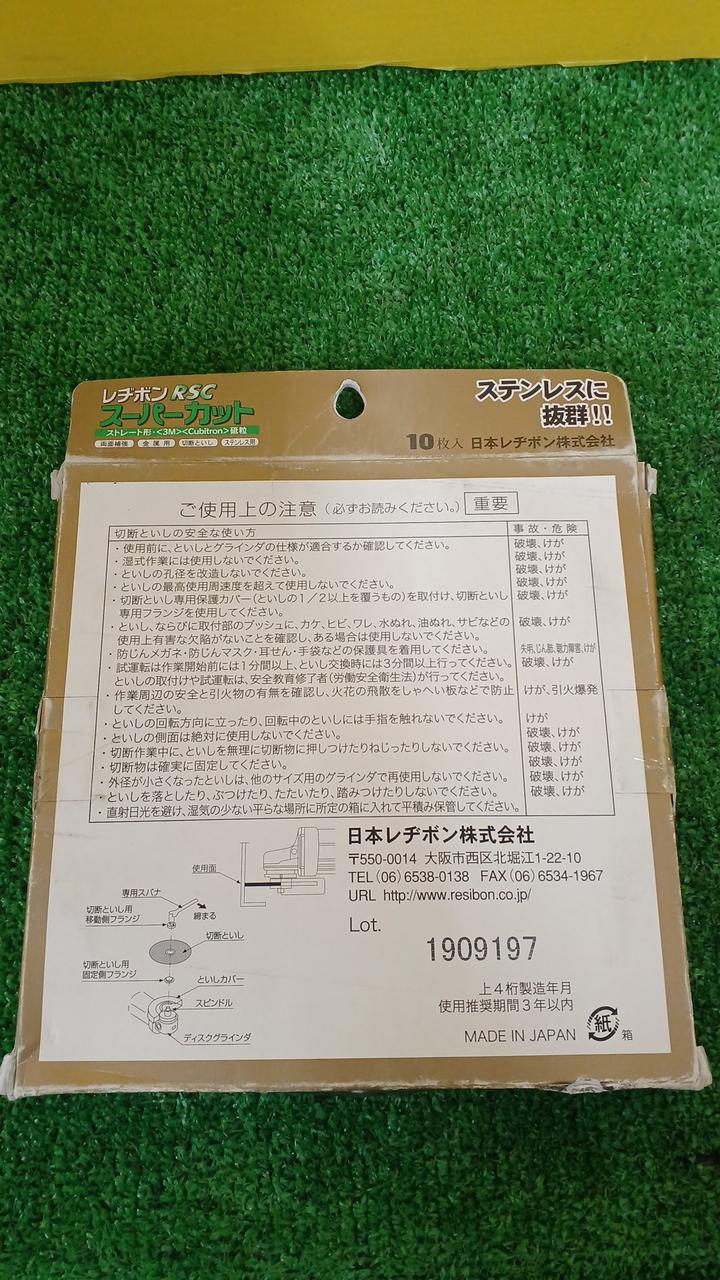 レヂボン RSC
スーパーカット
ストレート形・<3M><Cubitron>砥粒
両面補強 金属用 切断といし ステンレス用
ステンレスに
抜群!!
10枚入 日本レヂボン株式会社
ご使用上の注意(必ずお読みください。) 重要
切断といしの安全な使い方 事故・危険
・使用前に、といしとグラインダの仕様が適合するか確認してください。 破壊、けが
・湿式作業には使用しないでください。 破壊、けが
・といしの孔径を改造しないでください。 破壊、けが
・といしの最高使用周速度を超えて使用しないでください。 破壊、けが
・切断といし専用保護カバー(といしの1/2以上を覆うもの)を取付け、切断といし
専用フランジを使用してください。
・といし、ならびに取付部のブッシュに、カケ、ヒビ、ワレ、水ぬれ、油ぬれ、サビなどの 破壊、けが
使用上有害な欠陥がないことを確認し、ある場合は使用しないでください。
・防じんメガネ・防じんマスク・耳せん・手袋などの保護具を着用してください。 失明、じん肺、聴力障害、けが
・試運転は作業開始前には1分間以上、といし交換時には3分間以上行ってください。 破壊、けが
といしの取付けや試運転は、安全教育修了者(労働安全衛生法)が行ってください。
・作業周辺の安全と引火物の有無を確認し、火花の飛散をしゃへい板などで防止 けが、引火爆発
してください。
・といしの回転方向に立ったり、回転中のといしには手指を触れないでください。 けが
・といしの側面は絶対に使用しないでください。 破壊、けが
・切断作業中に、といしを無理に切断物に押しつけたりねじったりしないでください。 破壊、けが
・切断物は確実に固定してください。 破壊、けが
・外径が小さくなったといしは、他のサイズ用のグラインダで再使用しないでください。 破壊、けが
・といしを落としたり、ぶつけたり、たたいたり、踏みつけたりしないでください。 破壊、けが
・直射日光を避け、湿気の少ない平らな場所に所定の箱に入れて平積み保管してください。
使用面
専用スパナ
締まる
切断といし用
移動側フランジ
切断といし
切断といし用
固定側フランジ
といしカバー
スピンドル
ディスクグラインダ
日本レヂボン株式会社
〒550-0014 大阪市西区北堀江1-22-10
TEL(06)6538-0138 FAX(06)6534-1967
URL http://www.resibon.co.jp/
Lot.
1909197
上4桁製造年月
使用推奨期間3年以内
MADE IN JAPAN 紙 箱